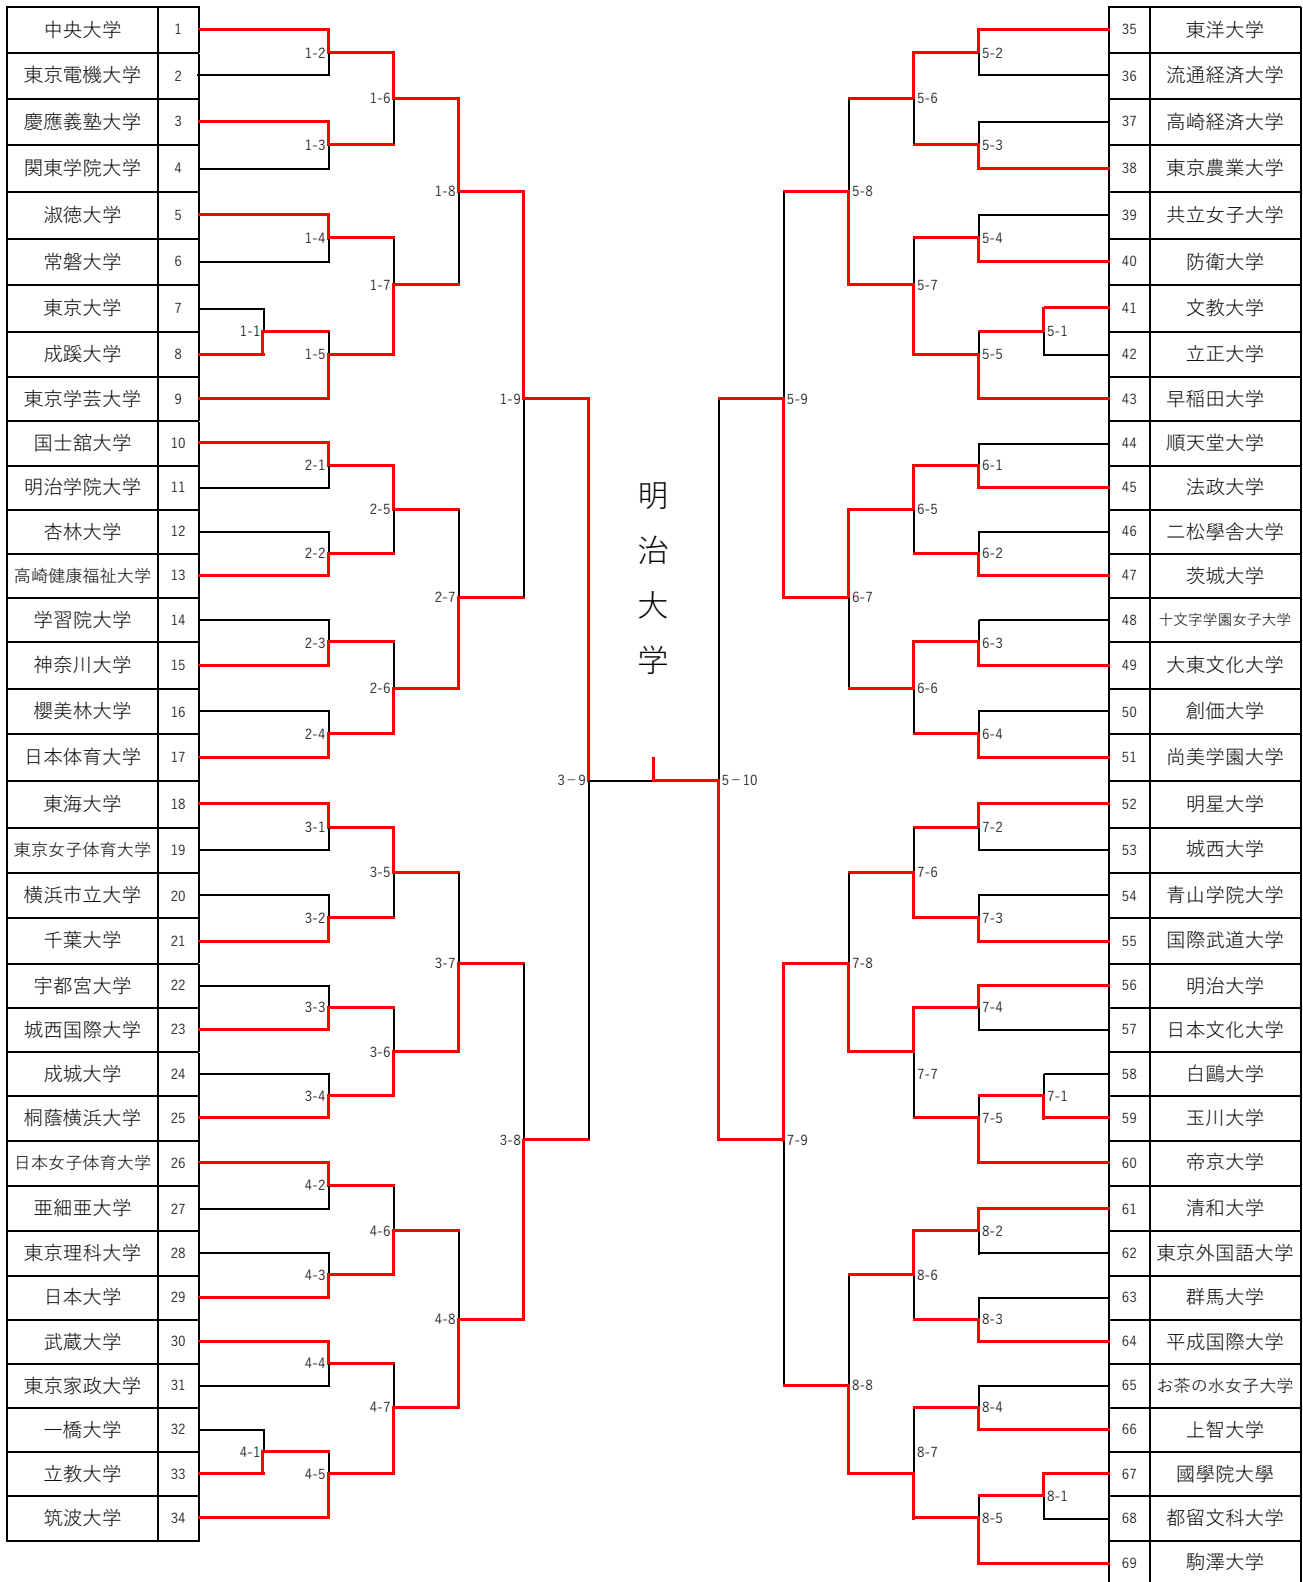 中央大学 1
東京電機大学 2
慶應義塾大学 3
関東学院大学 4
淑徳大学 5
常磐大学 6
東京大学 7
成蹊大学 8
東京学芸大学 9
国士舘大学 10
明治学院大学 11
杏林大学 12
高崎健康福祉大学 13
学習院大学 14
神奈川大学 15
櫻美林大学 16
日本体育大学 17
東海大学 18
東京女子体育大学 19
横浜市立大学 20
千葉大学 21
宇都宮大学 22
城西国際大学 23
成城大学 24
桐蔭横浜大学 25
日本女子体育大学 26
亜細亜大学 27
東京理科大学 28
日本大学 29
武蔵大学 30
東京家政大学 31
一橋大学 32
立教大学 33
筑波大学 34
1-2
1-6
1-3
1-8
1-4
1-7
1-1
1-5
1-9
2-1
2-5
2-2
2-7
2-3
2-6
2-4
3－9
3-1
3-5
3-2
3-7
3-3
3-6
3-4
3-8
4-2
4-6
4-3
4-8
4-4
4-7
4-1
4-5
明治大学
5-2
5-6
5-3
5-8
5-4
5-7
5-1
5-5
5-9
6-1
6-5
6-2
6-7
6-3
6-6
6-4
5－10
7-2
7-6
7-3
7-8
7-4
7-7
7-1
7-5
7-9
8-2
8-6
8-3
8-8
8-4
8-7
8-1
8-5
35 東洋大学
36 流通経済大学
37 高崎経済大学
38 東京農業大学
39 共立女子大学
40 防衛大学
41 文教大学
42 立正大学
43 早稲田大学
44 順天堂大学
45 法政大学
46 二松學舎大学
47 茨城大学
48 十文字学園女子大学
49 大東文化大学
50 創価大学
51 尚美学園大学
52 明星大学
53 城西大学
54 青山学院大学
55 国際武道大学
56 明治大学
57 日本文化大学
58 白鷗大学
59 玉川大学
60 帝京大学
61 清和大学
62 東京外国語大学
63 群馬大学
64 平成国際大学
65 お茶の水女子大学
66 上智大学
67 國學院大學
68 都留文科大学
69 駒澤大学